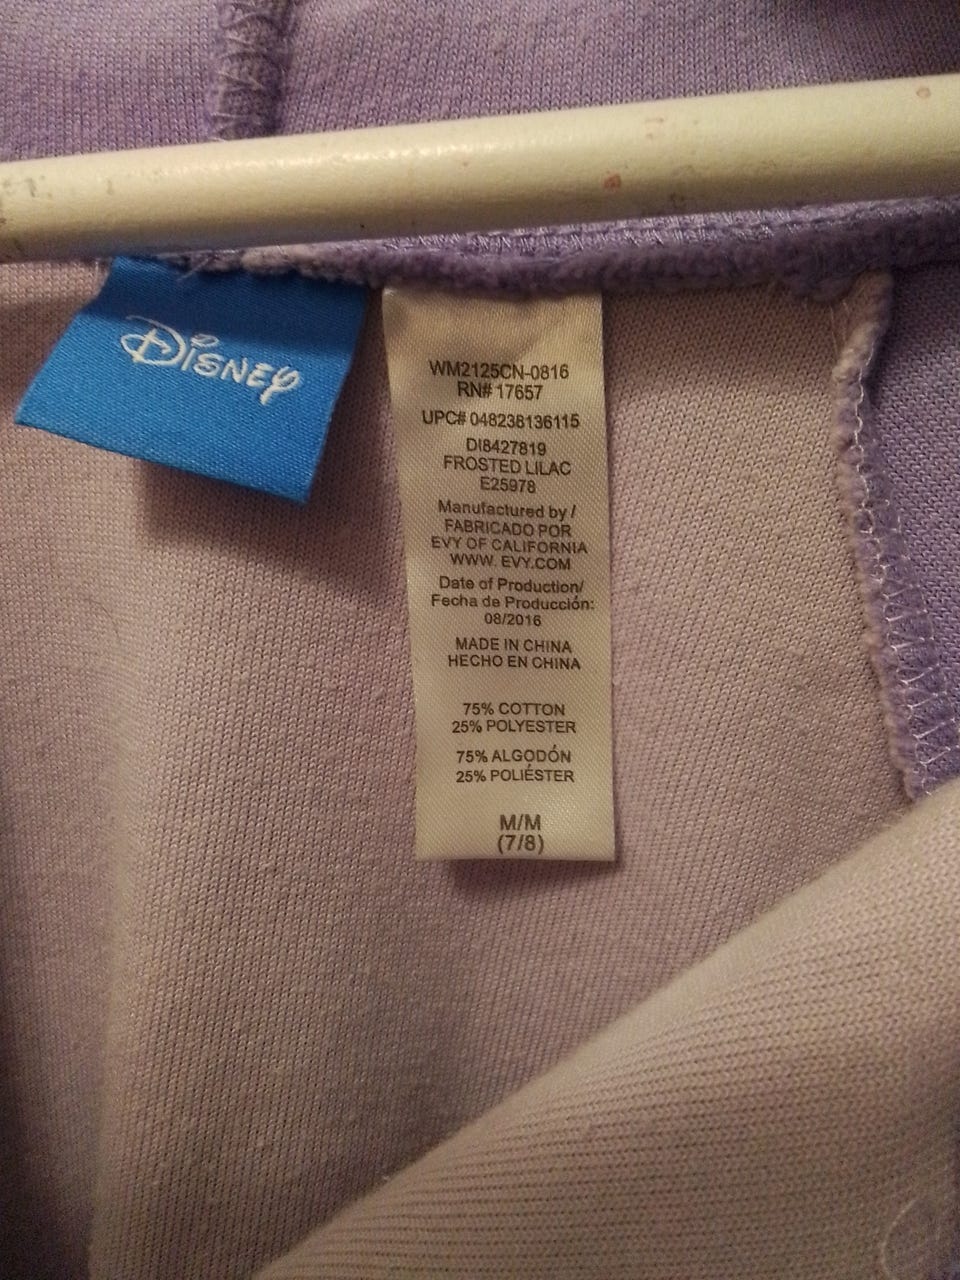 Disney
WM2125CN-0816
RN# 17657
UPC# 048238136115
DI8427819
FROSTED LILAC
E25978
Manufactured by /
FABRICADO POR
EVY OF CALIFORNIA
WWW. EVY.COM
Date of Production/
Fecha de Producción:
08/2016
MADE IN CHINA
HECHO EN CHINA
75% COTTON
25% POLYESTER
75% ALGODÓN
25% POLIÉSTER
M/M
(7/8)